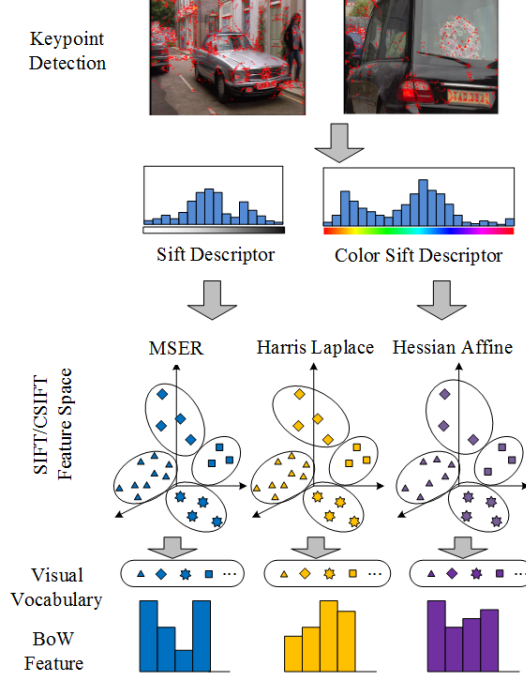 Keypoint
Detection
Sift Descriptor
Color Sift Descriptor
MSER
Harris Laplace
Hessian Affine
SIFT/CSIFT
Feature Space
Visual
Vocabulary
...
...
...
BoW
Feature